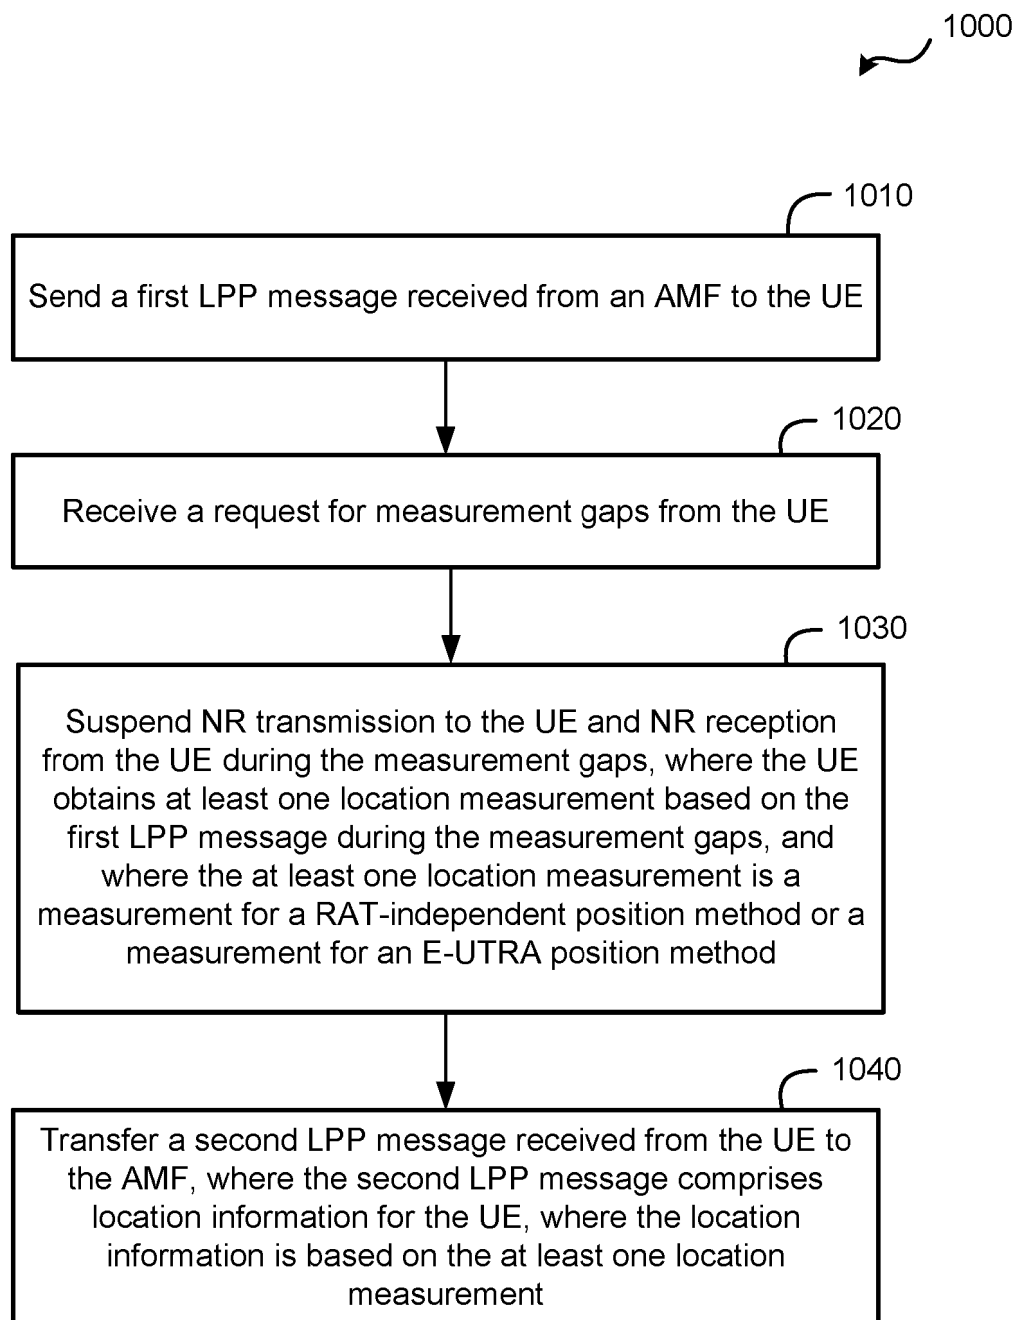 1000
1010
Send a first LPP message received from an AMF to the UE
1020
Receive a request for measurement gaps from the UE
1030
Suspend NR transmission to the UE and NR reception
from the UE during the measurement gaps, where the UE
obtains at least one location measurement based on the
first LPP message during the measurement gaps, and
where the at least one location measurement is a
measurement for a RAT-independent position method or a
measurement for an E-UTRA position method
1040
Transfer a second LPP message received from the UE to
the AMF, where the second LPP message comprises
location information for the UE, where the location
information is based on the at least one location
measurement